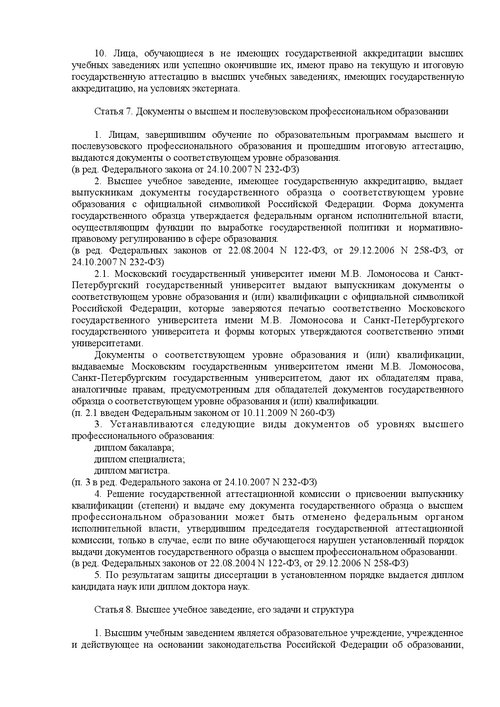 10. Лица, обучающиеся в не имеющих государственной аккредитации высших
учебных заведениях или успешно окончившие их, имеют право на текущую и итоговую
государственную аттестацию в высших учебных заведениях, имеющих государственную
аккредитацию, на условиях экстерната.
Статья 7. Документы о высшем и послевузовском профессиональном образовании
1. Лицам, завершившим обучение по образовательным программам высшего и
послевузовского профессионального образования и прошедшим итоговую аттестацию,
выдаются документы о соответствующем уровне образования.
(в ред. Федерального закона от 24.10.2007 N 232-ФЗ)
2. Высшее учебное заведение, имеющее государственную аккредитацию, выдает
выпускникам документы государственного образца о соответствующем уровне
образования с официальной символикой Российской Федерации. Форма документа
государственного образца утверждается федеральным органом исполнительной власти,
осуществляющим функции по выработке государственной политики и нормативно-
правовому регулированию в сфере образования.
(в ред. Федеральных законов от 22.08.2004 N 122-ФЗ, от 29.12.2006 N 258-ФЗ, от
24.10.2007 N 232-ФЗ)
2.1. Московский государственный университет имени М.В. Ломоносова и Санкт-
Петербургский государственный университет выдают выпускникам документы о
соответствующем уровне образования и (или) квалификации с официальной символикой
Российской Федерации, которые заверяются печатью соответственно Московского
государственного университета имени М.В. Ломоносова и Санкт-Петербургского
государственного университета и формы которых утверждаются соответственно этими
университетами.
Документы о соответствующем уровне образования и (или) квалификации,
выдаваемые Московским государственным университетом имени М.В. Ломоносова,
Санкт-Петербургским государственным университетом, дают их обладателям права,
аналогичные правам, предусмотренным для обладателей документов государственного
образца о соответствующем уровне образования и (или) квалификации.
(п. 2.1 введен Федеральным законом от 10.11.2009 N 260-ФЗ)
3. Устанавливаются следующие виды документов об уровнях высшего
профессионального образования:
диплом бакалавра;
диплом специалиста;
диплом магистра.
(п. 3 в ред. Федерального закона от 24.10.2007 N 232-ФЗ)
4. Решение государственной аттестационной комиссии о присвоении выпускнику
квалификации (степени) и выдаче ему документа государственного образца о высшем
профессиональном образовании может быть отменено федеральным органом
исполнительной власти, утвердившим председателя государственной аттестационной
комиссии, только в случае, если по вине обучающегося нарушен установленный порядок
выдачи документов государственного образца о высшем профессиональном образовании.
(в ред. Федеральных законов от 22.08.2004 N 122-ФЗ, от 29.12.2006 N 258-ФЗ)
5. По результатам защиты диссертации в установленном порядке выдается диплом
кандидата наук или диплом доктора наук.
Статья 8. Высшее учебное заведение, его задачи и структура
1. Высшим учебным заведением является образовательное учреждение, учрежденное
и действующее на основании законодательства Российской Федерации об образовании,